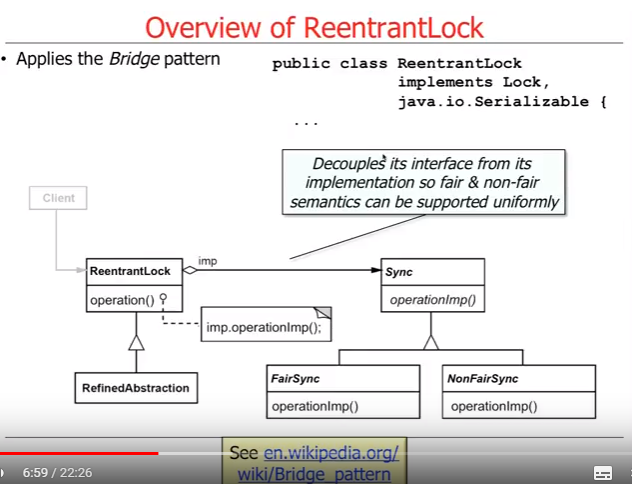 Overview of ReentrantLock
• Applies the Bridge pattern
public class ReentrantLock
implements Lock,
java.io.Serializable {
...
Decouples its interface from its
implementation so fair & non-fair
semantics can be supported uniformly
Client
imp
ReentrantLock
operation()
Sync
operationImp()
imp.operationImp();
RefinedAbstraction
FairSync
operationImp()
NonFairSync
operationImp()
See en.wikipedia.org/
wiki/Bridge_pattern
6:59 / 22:26